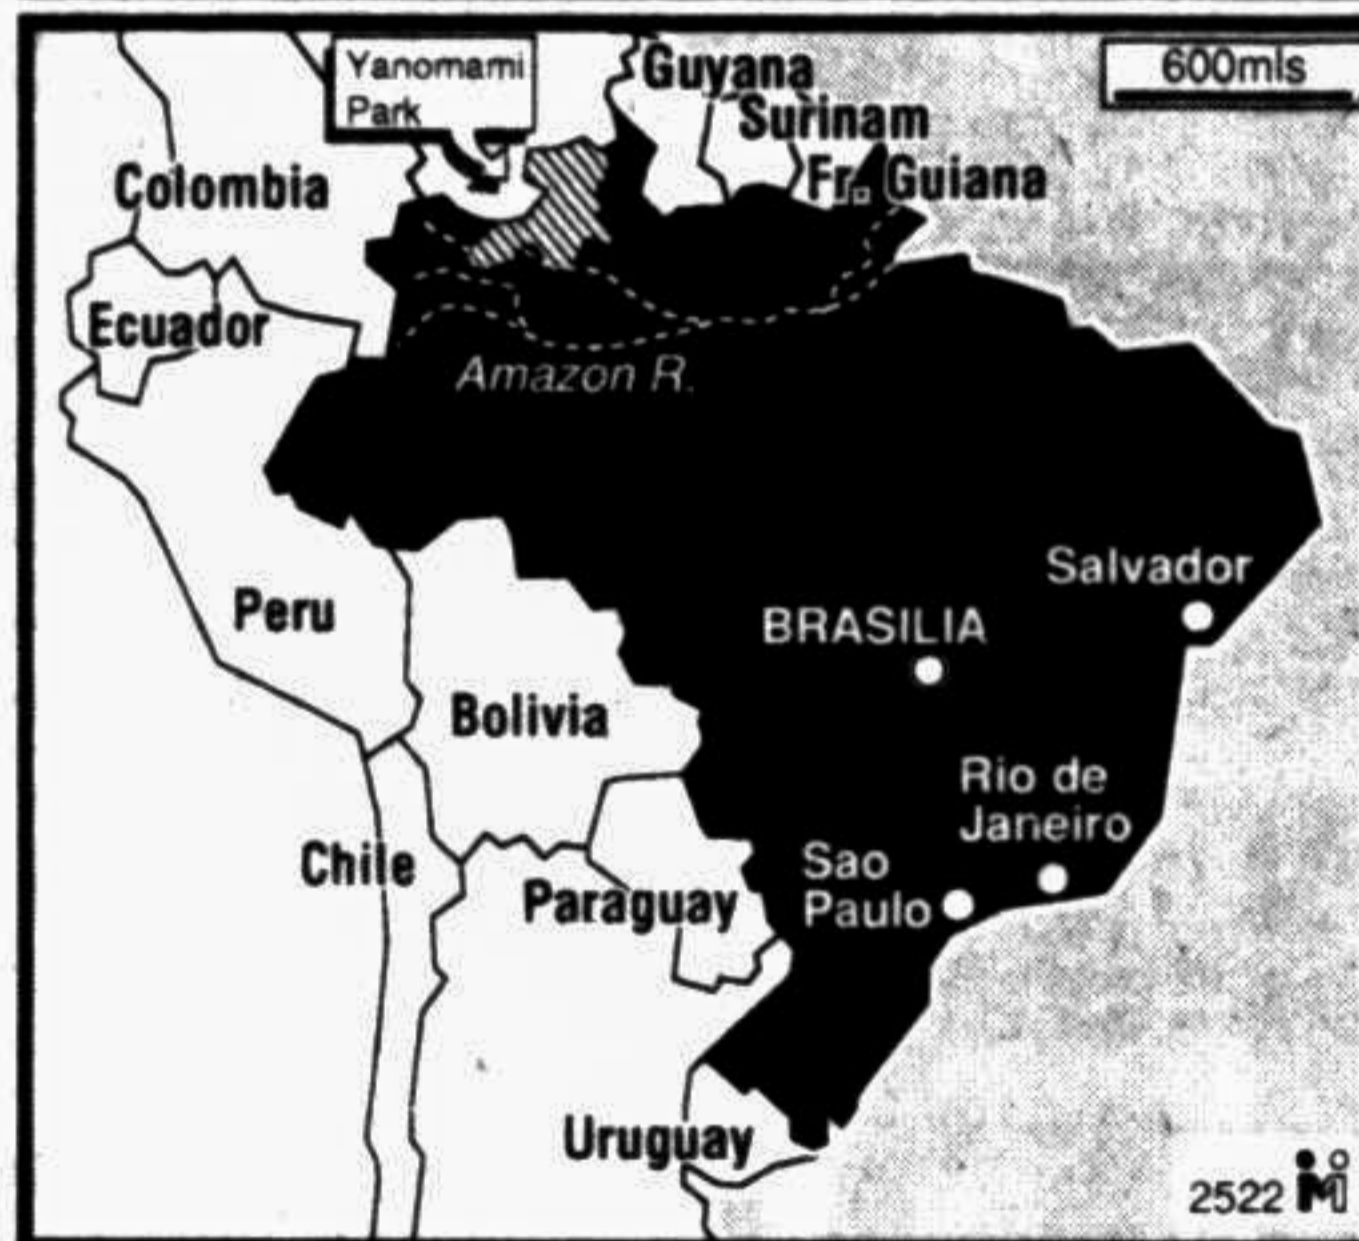 Yanomami
Park
Guyana
600mls
Surinam
Fr. Guiana
Colombia
Ecuador
Amazon R.
Salvador
BRASILIA
Peru
Bolivia
Rio de
Janeiro
Sao
Paulo
Chile
Paraguay
Uruguay
2522